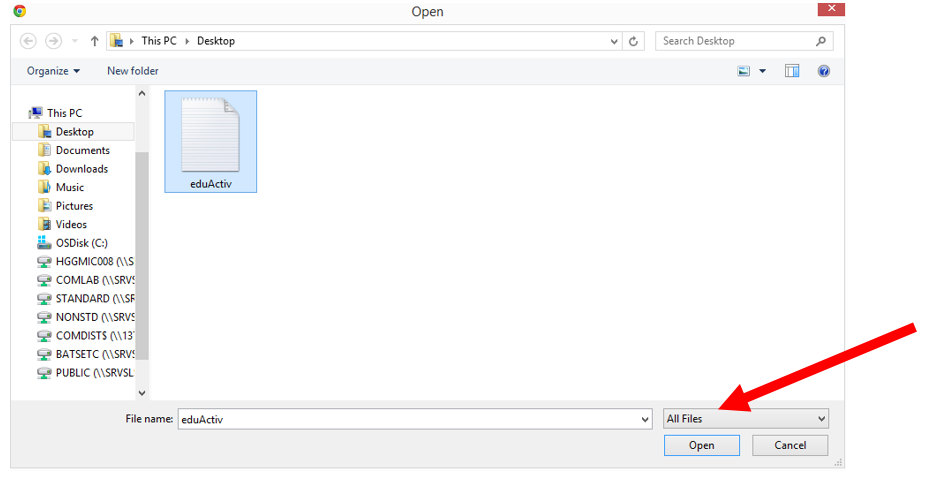 Open
This PC
Desktop
Search Desktop
Organize
New folder
This PC
Desktop
Documents
Downloads
Music
Pictures
Videos
OSDisk (C:)
HGGMIC008 (\\S
COMLAB (\\SRVS
STANDARD (\\SR
NONSTD (\\SRVS
COMDIST$ (\\137
BATSETC (\\SRVS
PUBLIC (\\SRVSL
eduActiv
File name:
eduActiv
All Files
Open
Cancel